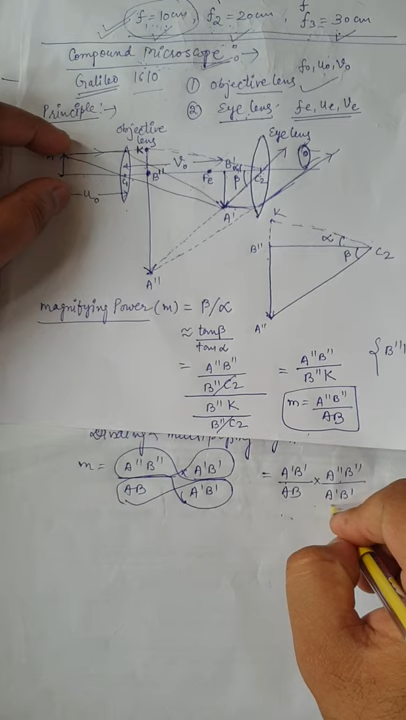 f₁ = 10cm, f₂ = 20cm, f₃ = 30cm
Compound Microscope :→
Galileo 1610
① Objective lens fo, uo, vo
② Eye lens fe, ue, ve
Principle :→
Objective lens
Eye lens
K
Vo
B'
B''
Fe
β
C2
uo
A'
A''
K
B''
α
β
C2
A''
magnifying Power (m) = β/α
≈ tanβ / tanα
= A''B'' / B''C2 / B''K / B''C2
= A''B'' / B''K
m = A''B'' / AB
{ B''
m = A''B'' / AB × A'B' / A'B' = A'B' / AB × A''B'' / A'B'